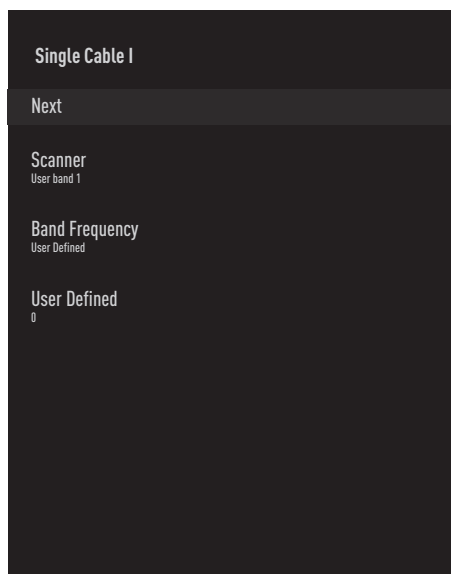 Single Cable I
Next
Scanner
User band 1
Band Frequency
User Defined
User Defined
0